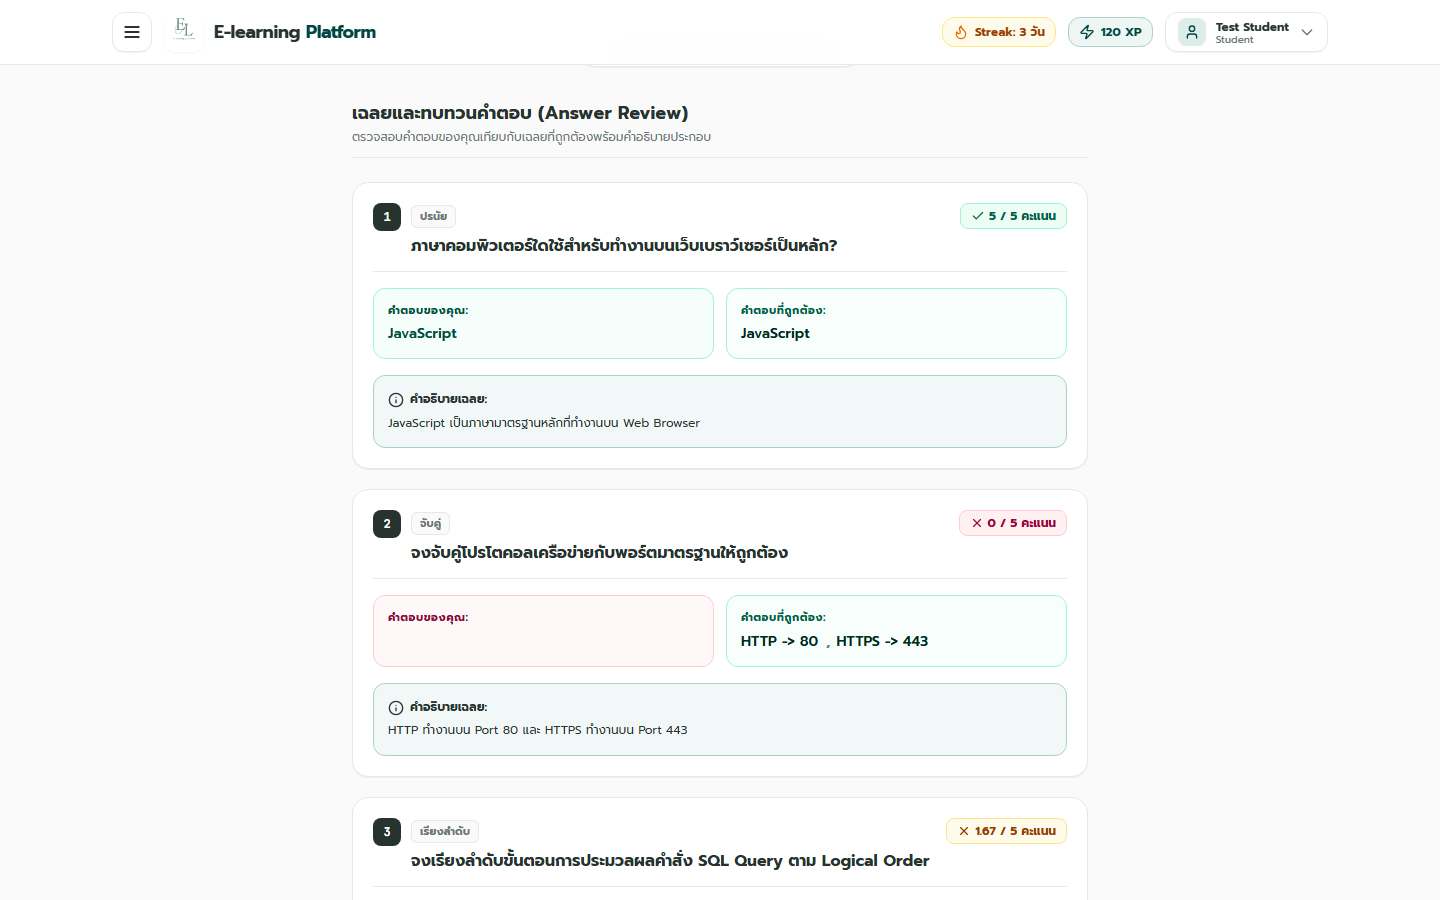 E-learning Platform
Streak: 3 วัน
120 XP
Test Student
Student
เฉลยและทบทวนคำตอบ (Answer Review)
ตรวจสอบคำตอบของคุณเทียบกับเฉลยที่ถูกต้องพร้อมคำอธิบายประกอบ
1 ปรนัย
5 / 5 คะแนน
ภาษาคอมพิวเตอร์ใดใช้สำหรับทำงานบนเว็บเบราว์เซอร์เป็นหลัก?
คำตอบของคุณ:
JavaScript
คำตอบที่ถูกต้อง:
JavaScript
คำอธิบายเฉลย:
JavaScript เป็นภาษามาตรฐานหลักที่ทำงานบน Web Browser
2 จับคู่
0 / 5 คะแนน
จงจับคู่โปรโตคอลเครือข่ายกับพอร์ตมาตรฐานให้ถูกต้อง
คำตอบของคุณ:
คำตอบที่ถูกต้อง:
HTTP -> 80 , HTTPS -> 443
คำอธิบายเฉลย:
HTTP ทำงานบน Port 80 และ HTTPS ทำงานบน Port 443
3 เรียงลำดับ
1.67 / 5 คะแนน
จงเรียงลำดับขั้นตอนการประมวลผลคำสั่ง SQL Query ตาม Logical Order